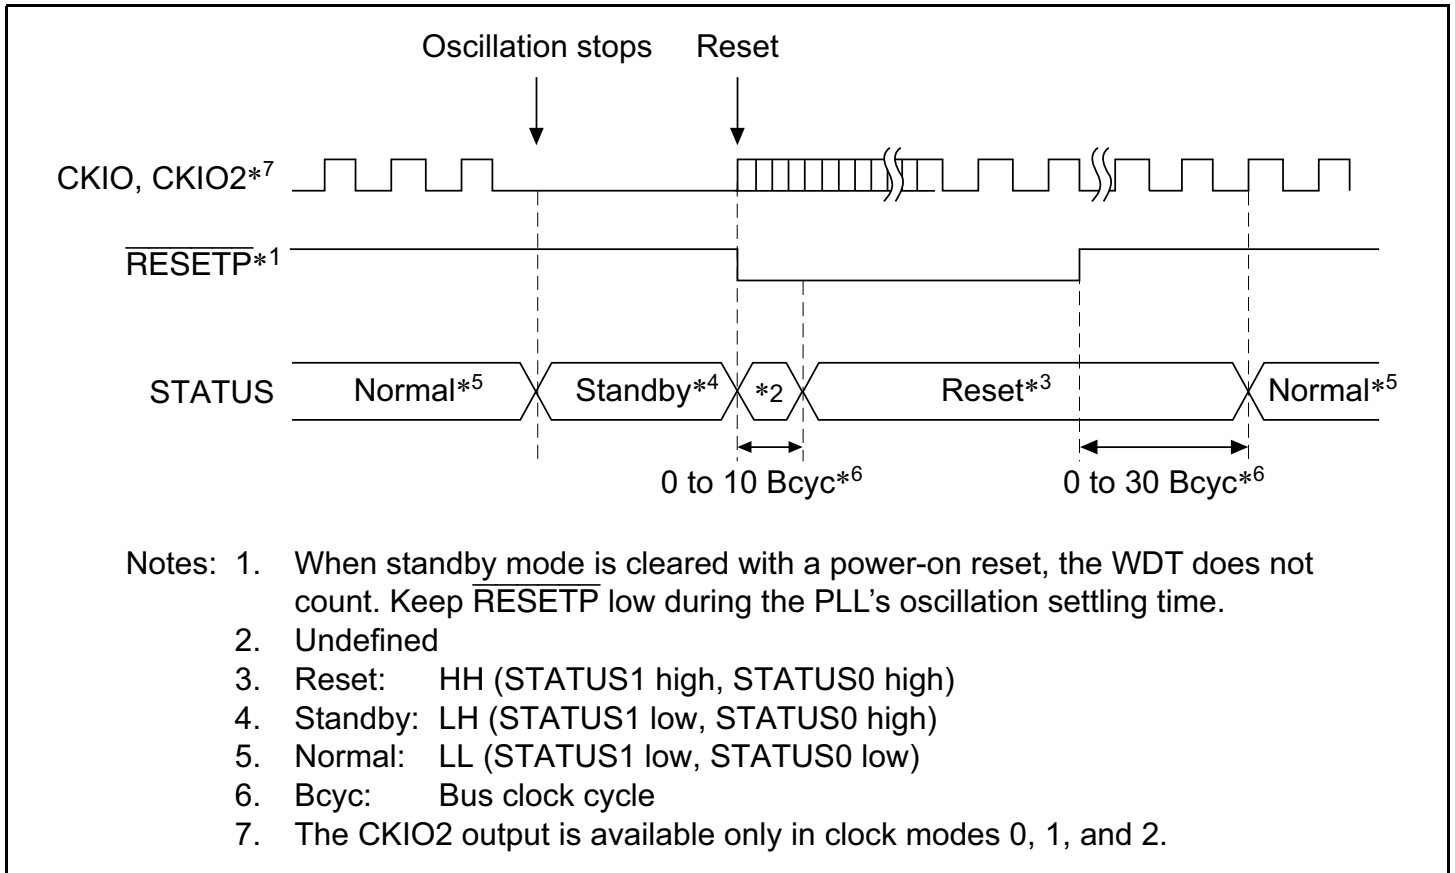 Oscillation stops Reset
CKIO, CKIO2*7
RESETP*1
STATUS Normal*5 Standby*4 *2 Reset*3 Normal*5
0 to 10 Bcyc*6 0 to 30 Bcyc*6
Notes: 1. When standby mode is cleared with a power-on reset, the WDT does not
count. Keep RESETP low during the PLL's oscillation settling time.
2. Undefined
3. Reset: HH (STATUS1 high, STATUS0 high)
4. Standby: LH (STATUS1 low, STATUS0 high)
5. Normal: LL (STATUS1 low, STATUS0 low)
6. Bcyc: Bus clock cycle
7. The CKIO2 output is available only in clock modes 0, 1, and 2.